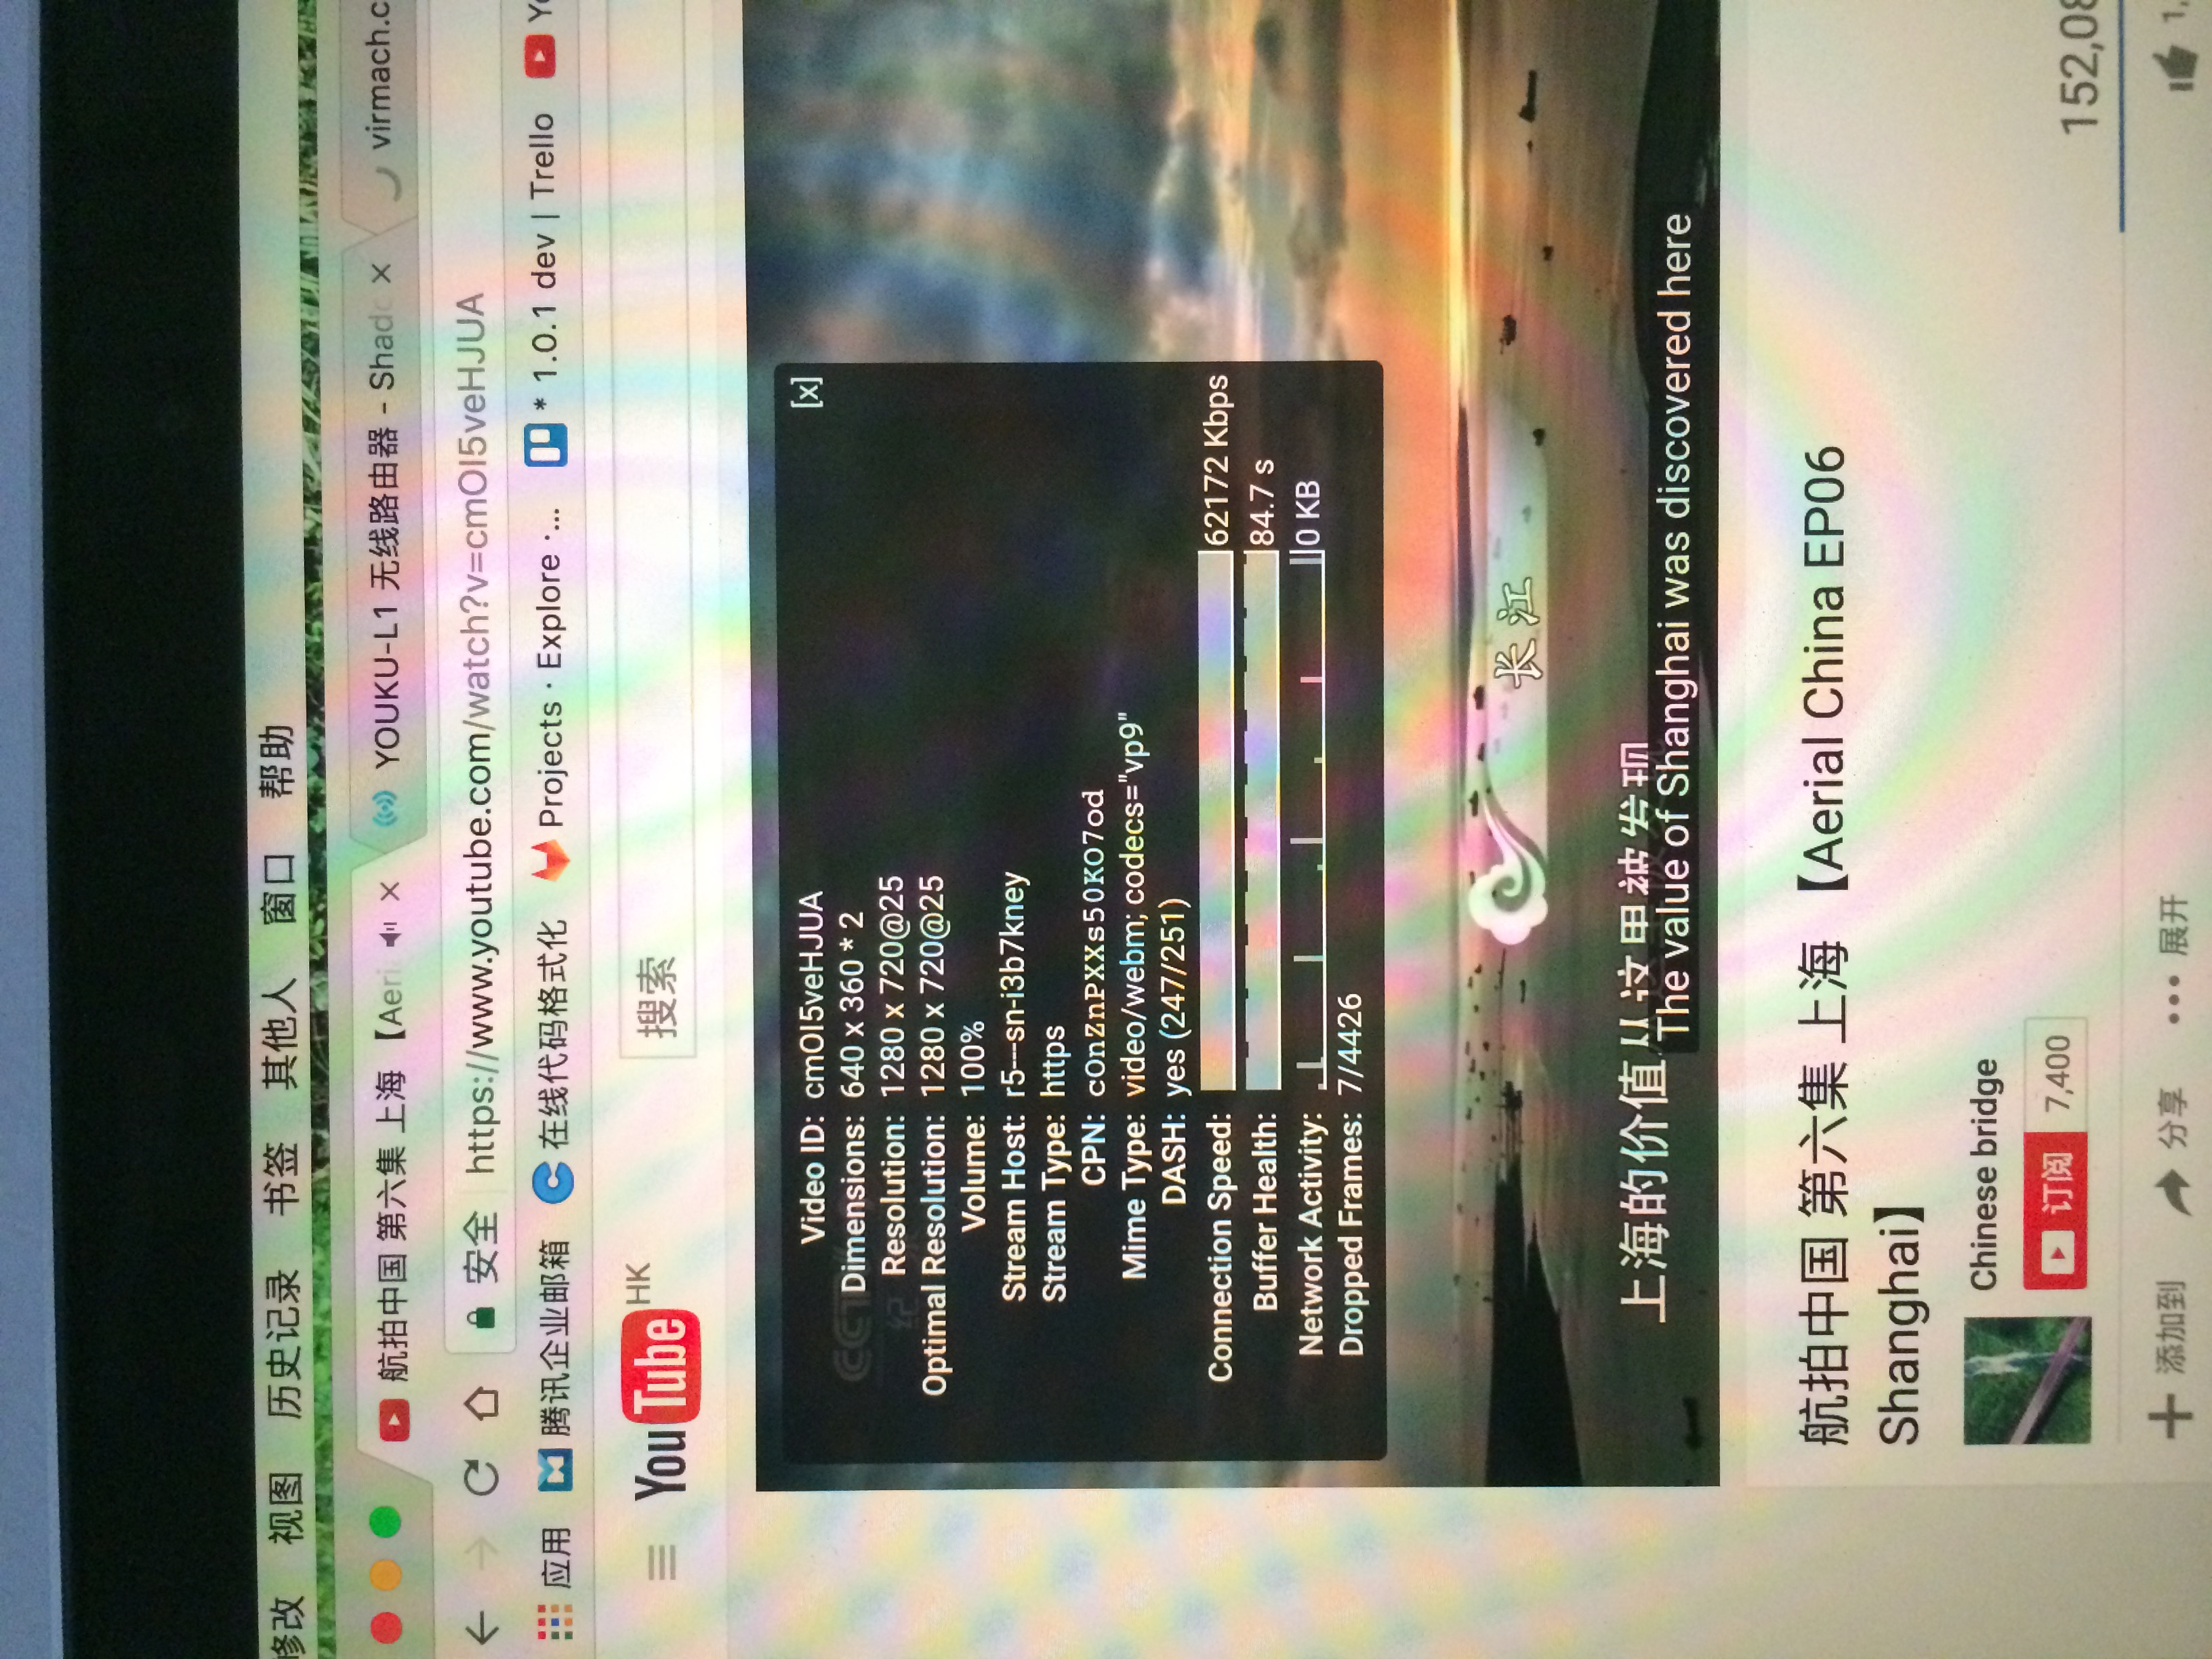 修改 视图 历史记录 书签 其他人 窗口 帮助
航拍中国 第六集 上海 【Aeri
YOUKU-L1 无线路由器 - Shad
virmach.c
安全 https://www.youtube.com/watch?v=cmOI5veHJUA
应用 腾讯企业邮箱 在线代码格式化 Projects · Explore ·... * 1.0.1 dev | Trello
YouTube HK
搜索
[x]
Video ID: cmOI5veHJUA
Dimensions: 640 x 360 * 2
Resolution: 1280 x 720@25
Optimal Resolution: 1280 x 720@25
Volume: 100%
Stream Host: r5---sn-i3b7kney
Stream Type: https
CPN: cOnZnPXXs50KO7od
Mime Type: video/webm; codecs="vp9"
DASH: yes (247/251)
Connection Speed: 62172 Kbps
Buffer Health: 84.7 s
Network Activity: 0 KB
Dropped Frames: 7/4426
长江
上海的价值从这里被发现
The value of Shanghai was discovered here
航拍中国 第六集 上海 【Aerial China EP06
Shanghai】
Chinese bridge
订阅 7,400
152,08
添加到 分享 ••• 展开
1,